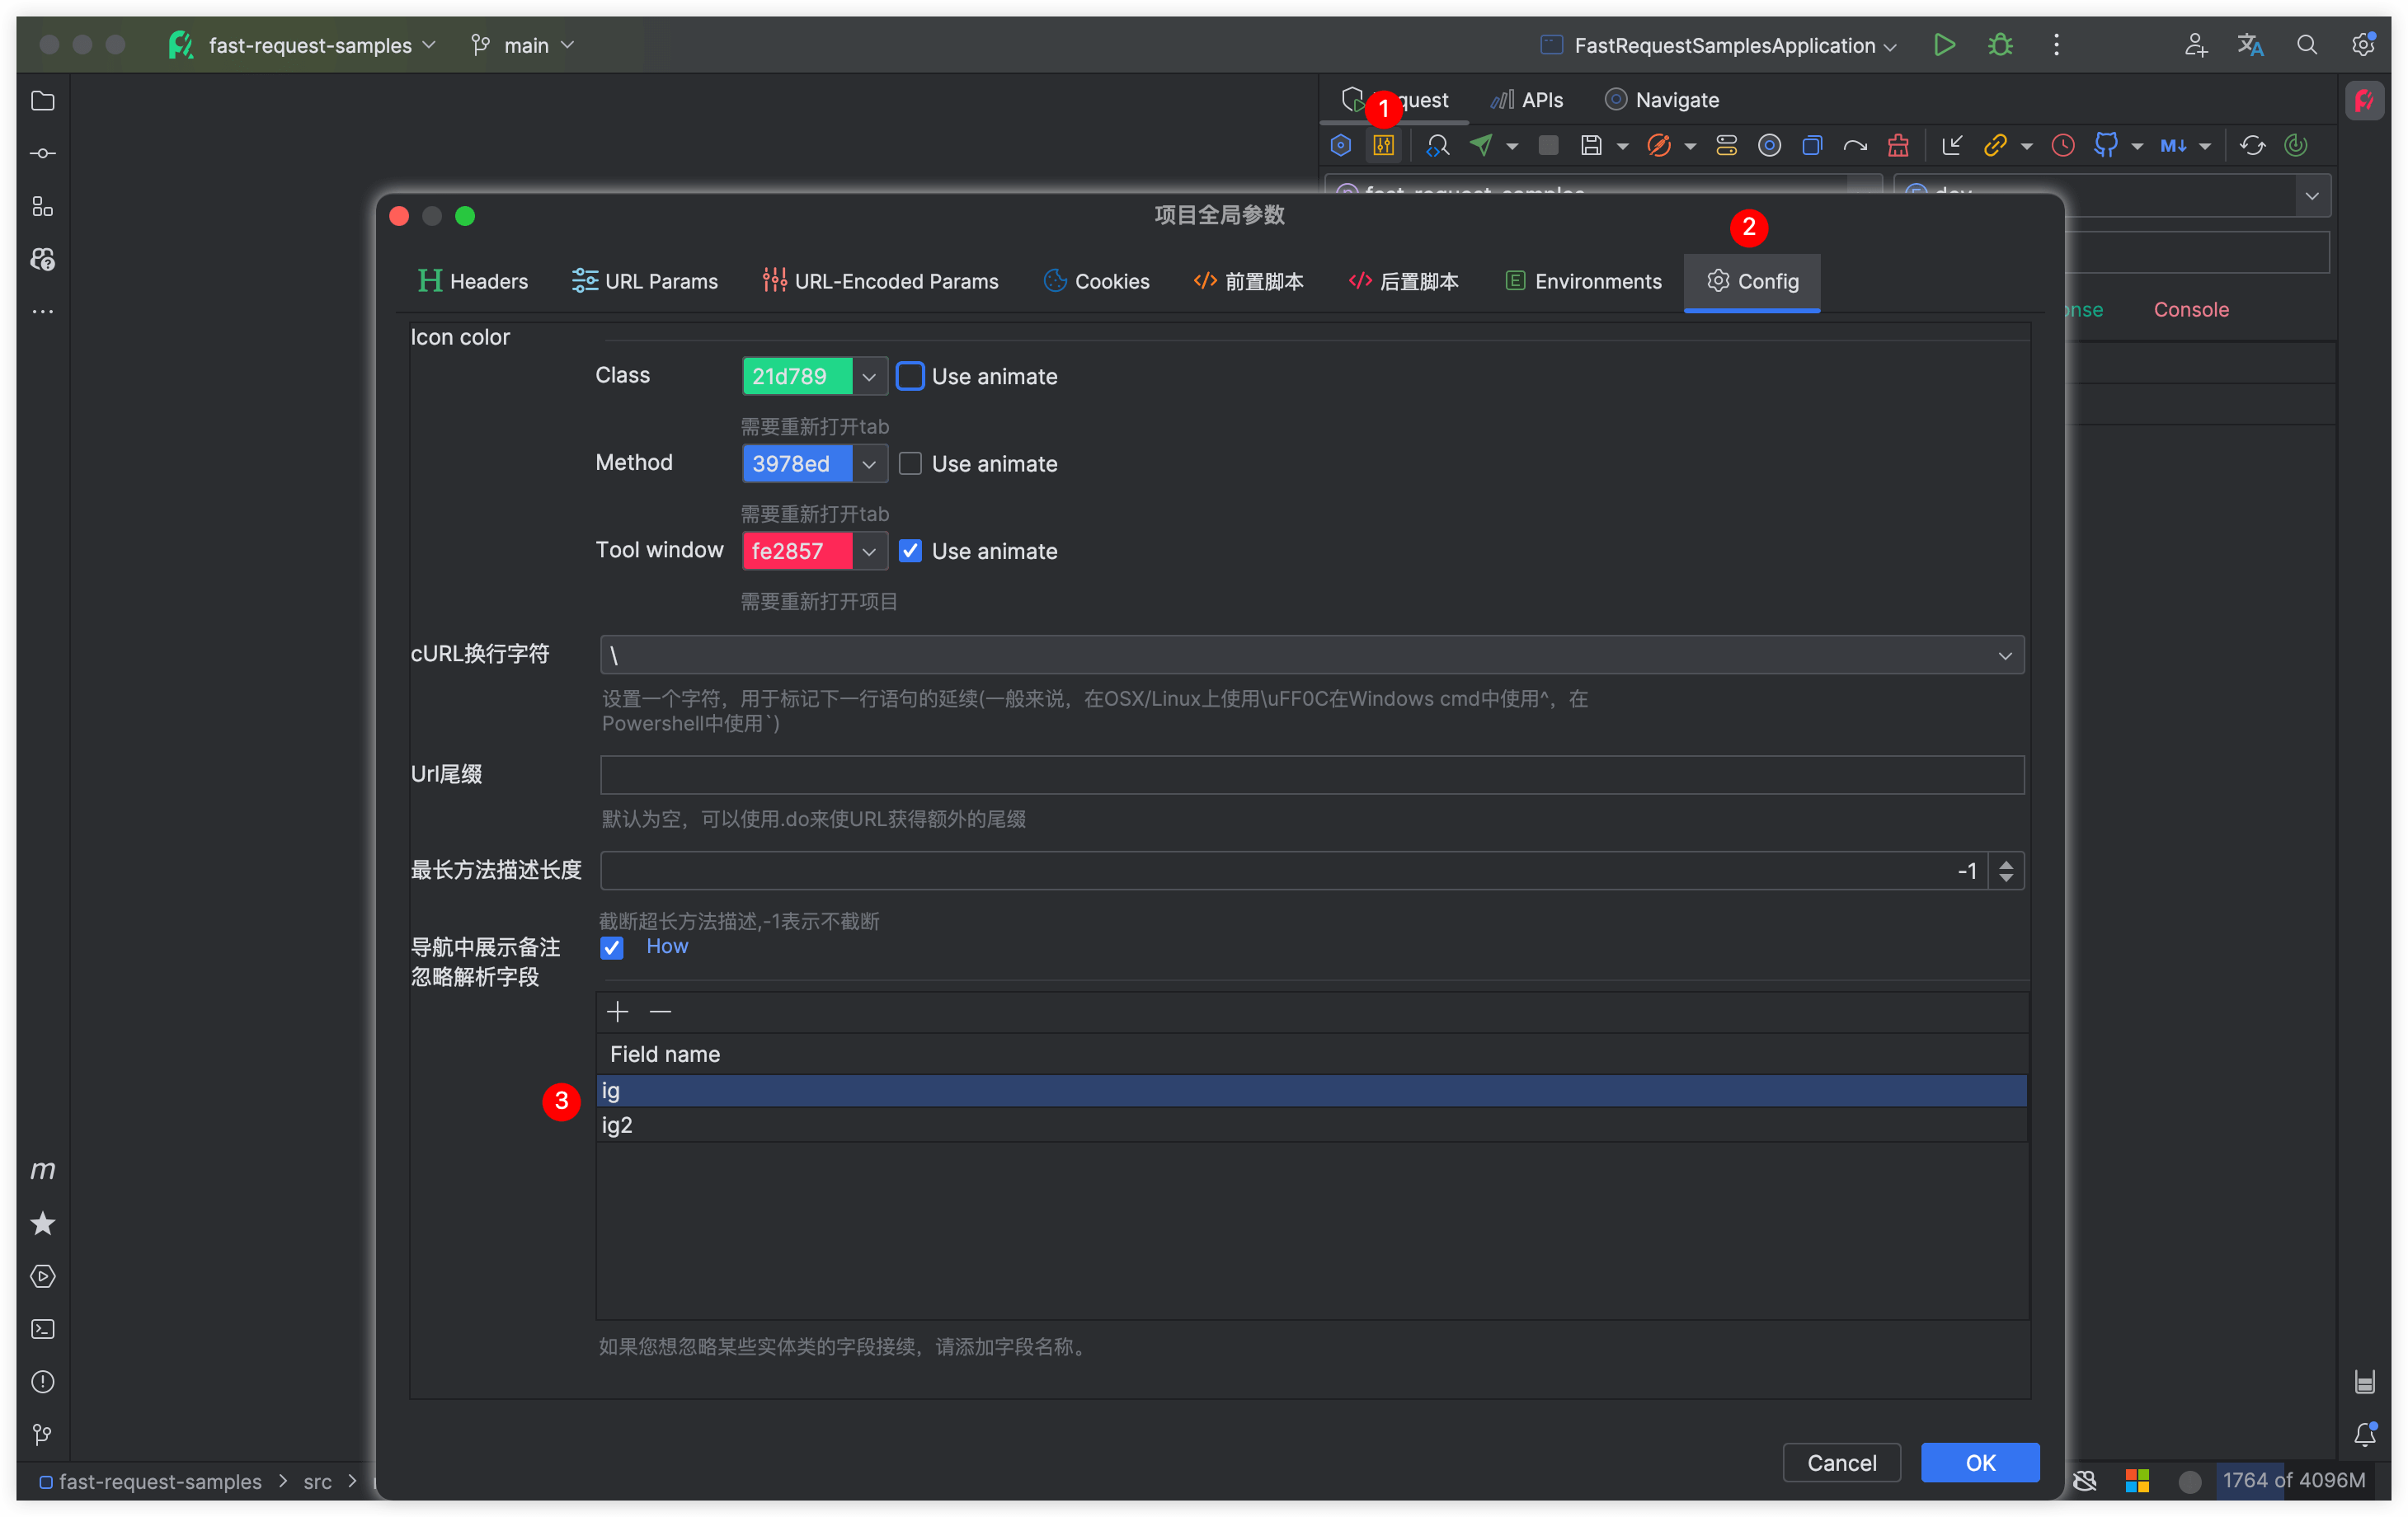 fast-request-samples
main
FastRequestSamplesApplication
1
quest
APIs
Navigate
M↓
项目全局参数
2
Headers
URL Params
URL-Encoded Params
Cookies
前置脚本
后置脚本
Environments
Config
onse
Console
Icon color
Class
21d789
Use animate
需要重新打开tab
Method
3978ed
Use animate
需要重新打开tab
Tool window
fe2857
Use animate
需要重新打开项目
cURL换行字符
\
设置一个字符，用于标记下一行语句的延续(一般来说，在OSX/Linux上使用\uFF0C在Windows cmd中使用^，在
Powershell中使用`)
Url尾缀
默认为空，可以使用.do来使URL获得额外的尾缀
最长方法描述长度
-1
截断超长方法描述,-1表示不截断
导航中展示备注
How
忽略解析字段
Field name
3
ig
ig2
如果您想忽略某些实体类的字段接续，请添加字段名称。
Cancel
OK
fast-request-samples
src
1764 of 4096M